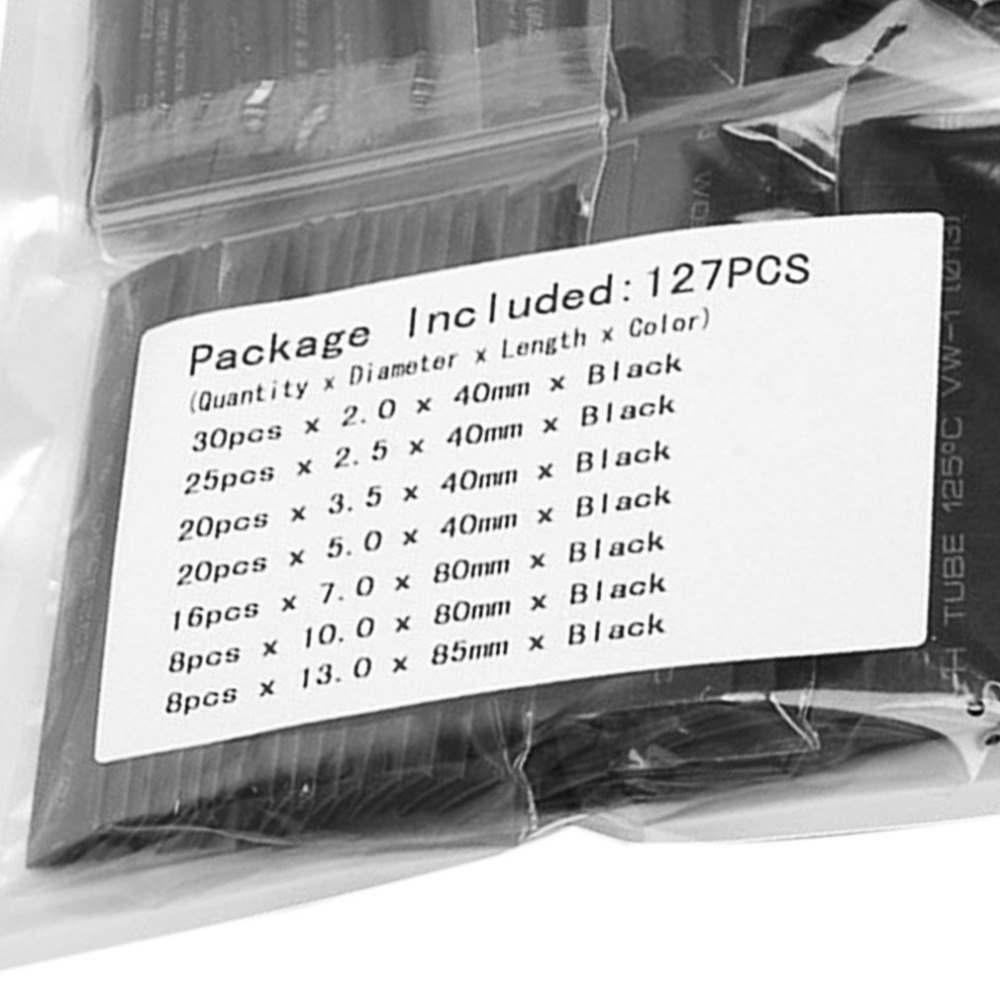 Package Included:127PCS
(Quantity x Diameter x Length x Color)
30pcs x 2.0 x 40mm x Black
25pcs x 2.5 x 40mm x Black
20pcs x 3.5 x 40mm x Black
20pcs x 5.0 x 40mm x Black
16pcs x 7.0 x 80mm x Black
8pcs x 10.0 x 80mm x Black
8pcs x 13.0 x 85mm x Black
TUBE 125°C VW-1